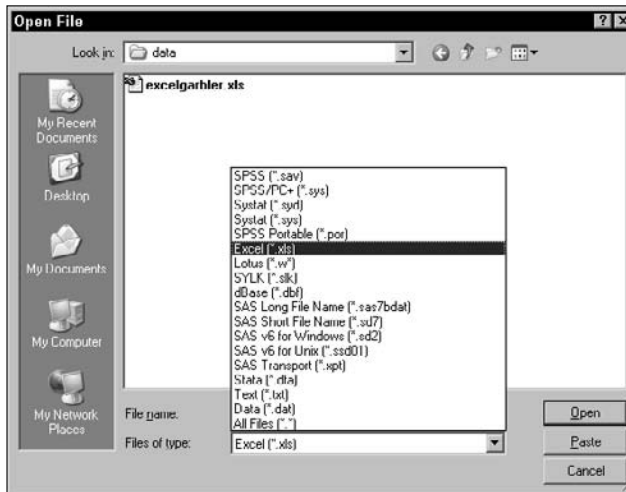 Open File
Look in:
data
excelgarbler.xls
My Recent
Documents
Desktop
My Documents
My Computer
My Network
Places
SPSS (*.sav)
SPSS/PC+ (*.sys)
Systat (*.syd)
Systat (*.sys)
SPSS Portable (*.por)
Excel (*.xls)
Lotus (*.w*)
SYLK (*.slk)
dBase (*.dbf)
SAS Long File Name (*.sas7bdat)
SAS Short File Name (*.sd7)
SAS v6 for Windows (*.sd2)
SAS v6 for Unix (*.ssd01)
SAS Transport (*.xpt)
Stata (*.dta)
Text (*.txt)
Data (*.dat)
All Files (*.*)
File name:
Files of type:
Excel (*.xls)
Open
Paste
Cancel